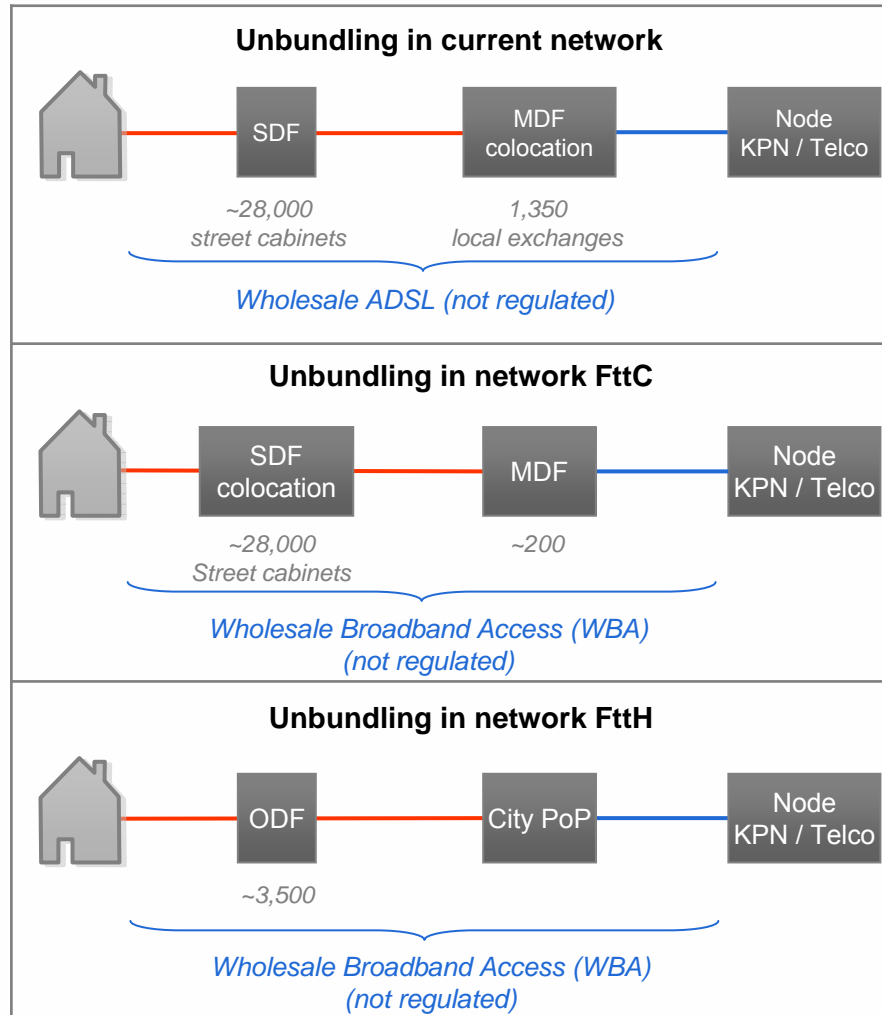 Unbundling in current network
SDF
MDF
colocation
Node
KPN / Telco
~28,000
street cabinets
1,350
local exchanges
Wholesale ADSL (not regulated)
Unbundling in network FttC
SDF
colocation
MDF
Node
KPN / Telco
~28,000
Street cabinets
~200
Wholesale Broadband Access (WBA)
(not regulated)
Unbundling in network FttH
ODF
City PoP
Node
KPN / Telco
~3,500
Wholesale Broadband Access (WBA)
(not regulated)